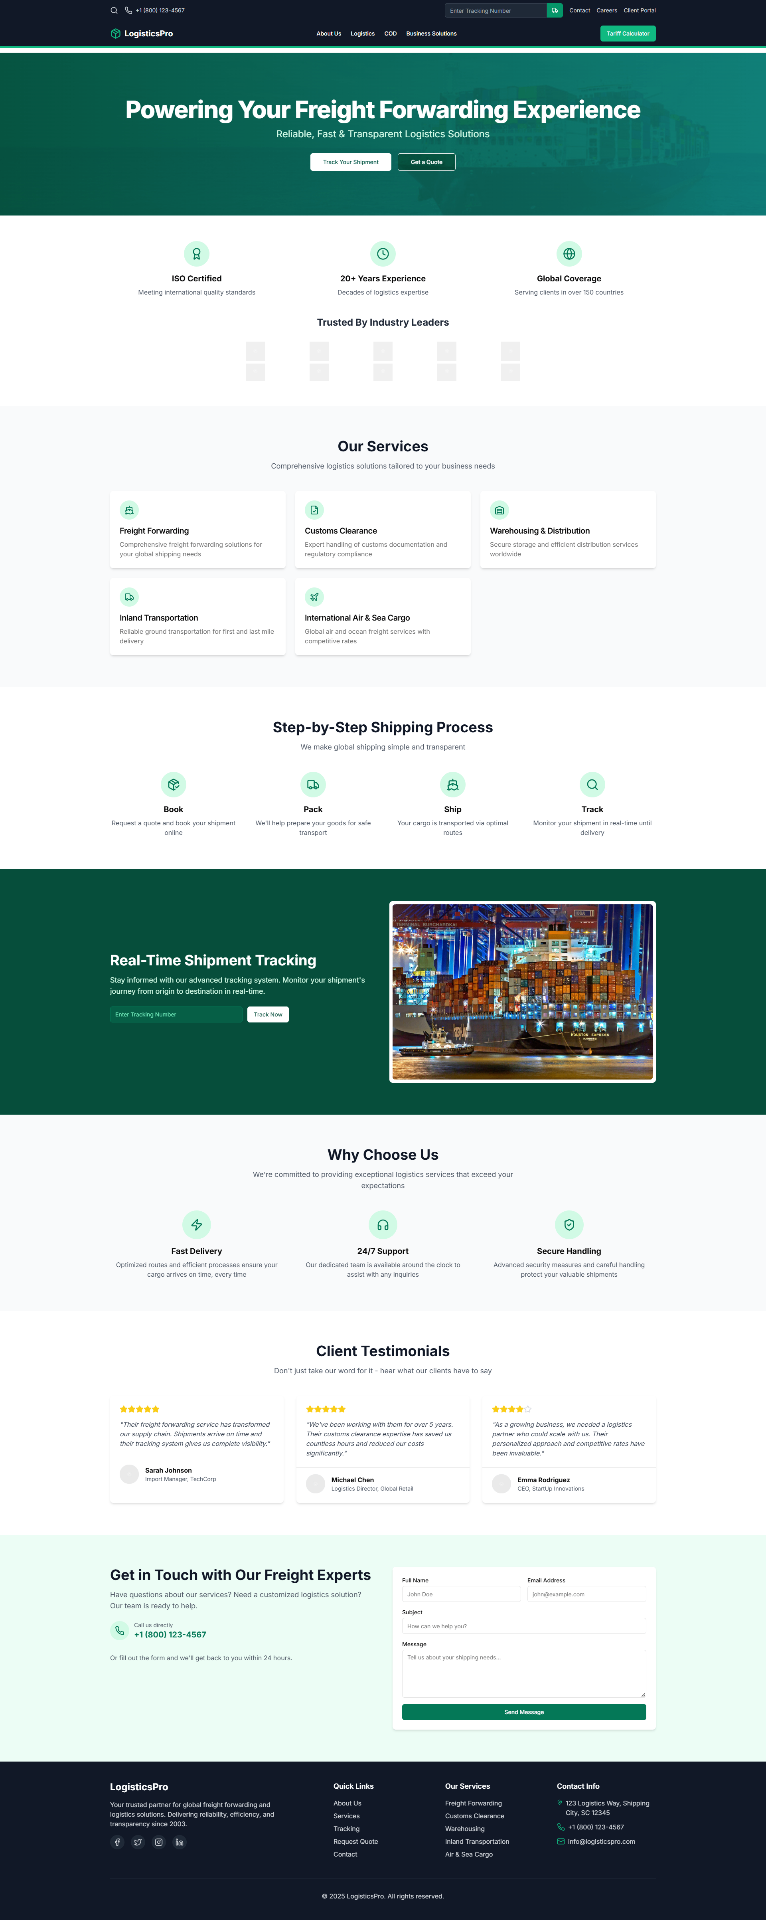 +1 (800) 123-4567
Enter Tracking Number
Contact
Careers
Client Portal
LogisticsPro
About Us
Logistics
COD
Business Solutions
Tariff Calculator
Powering Your Freight Forwarding Experience
Reliable, Fast & Transparent Logistics Solutions
Track Your Shipment
Get a Quote
ISO Certified
Meeting international quality standards
20+ Years Experience
Decades of logistics expertise
Global Coverage
Serving clients in over 150 countries
Trusted By Industry Leaders
Our Services
Comprehensive logistics solutions tailored to your business needs
Freight Forwarding
Comprehensive freight forwarding solutions for
your global shipping needs
Customs Clearance
Expert handling of customs documentation and
regulatory compliance
Warehousing & Distribution
Secure storage and efficient distribution services
worldwide
Inland Transportation
Reliable ground transportation for first and last mile
delivery
International Air & Sea Cargo
Global air and ocean freight services with
competitive rates
Step-by-Step Shipping Process
We make global shipping simple and transparent
Book
Request a quote and book your shipment
online
Pack
We'll help prepare your goods for safe
transport
Ship
Your cargo is transported via optimal
routes
Track
Monitor your shipment in real-time until
delivery
Real-Time Shipment Tracking
Stay informed with our advanced tracking system. Monitor your shipment's
journey from origin to destination in real-time.
Enter Tracking Number
Track Now
Why Choose Us
We're committed to providing exceptional logistics services that exceed your
expectations
Fast Delivery
Optimized routes and efficient processes ensure your
cargo arrives on time, every time
24/7 Support
Our dedicated team is available around the clock to
assist with any inquiries
Secure Handling
Advanced security measures and careful handling
protect your valuable shipments
Client Testimonials
Don't just take our word for it - hear what our clients have to say
"Their freight forwarding service has transformed
our supply chain. Shipments arrive on time and
their tracking system gives us complete visibility."
Sarah Johnson
Import Manager, TechCorp
"We've been working with them for over 5 years.
Their customs clearance expertise has saved us
countless hours and reduced our costs
significantly."
Michael Chen
Logistics Director, Global Retail
"As a growing business, we needed a logistics
partner who could scale with us. Their
personalized approach and competitive rates have
been invaluable."
Emma Rodriguez
CEO, StartUp Innovations
Get in Touch with Our Freight Experts
Have questions about our services? Need a customized logistics solution?
Our team is ready to help.
Call us directly
+1 (800) 123-4567
Or fill out the form and we'll get back to you within 24 hours.
Full Name
John Doe
Email Address
john@example.com
Subject
How can we help you?
Message
Tell us about your shipping needs...
Send Message
LogisticsPro
Your trusted partner for global freight forwarding and
logistics solutions. Delivering reliability, efficiency, and
transparency since 2003.
Quick Links
About Us
Services
Tracking
Request Quote
Contact
Our Services
Freight Forwarding
Customs Clearance
Warehousing
Inland Transportation
Air & Sea Cargo
Contact Info
123 Logistics Way, Shipping
City, SC 12345
+1 (800) 123-4567
info@logisticspro.com
© 2025 LogisticsPro. All rights reserved.